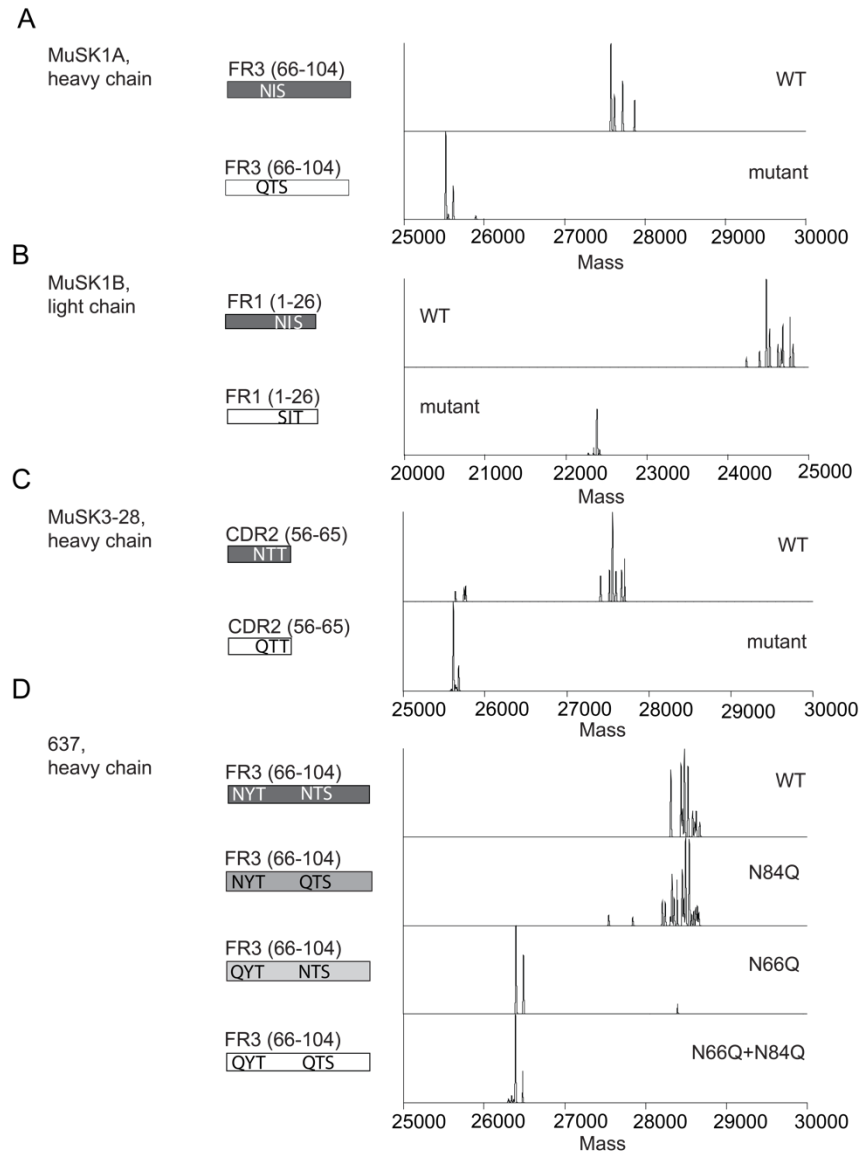 A
MuSK1A,
heavy chain
FR3 (66-104)
NIS
WT
FR3 (66-104)
QTS
mutant
25000 26000 27000 28000 29000 30000
Mass
B
MuSK1B,
light chain
FR1 (1-26)
NIS
WT
FR1 (1-26)
SIT
mutant
20000 21000 22000 23000 24000 25000
Mass
C
MuSK3-28,
heavy chain
CDR2 (56-65)
NTT
WT
CDR2 (56-65)
QTT
mutant
25000 26000 27000 28000 29000 30000
Mass
D
637,
heavy chain
FR3 (66-104)
NYT NTS
WT
FR3 (66-104)
NYT QTS
N84Q
FR3 (66-104)
QYT NTS
N66Q
FR3 (66-104)
QYT QTS
N66Q+N84Q
25000 26000 27000 28000 29000 30000
Mass